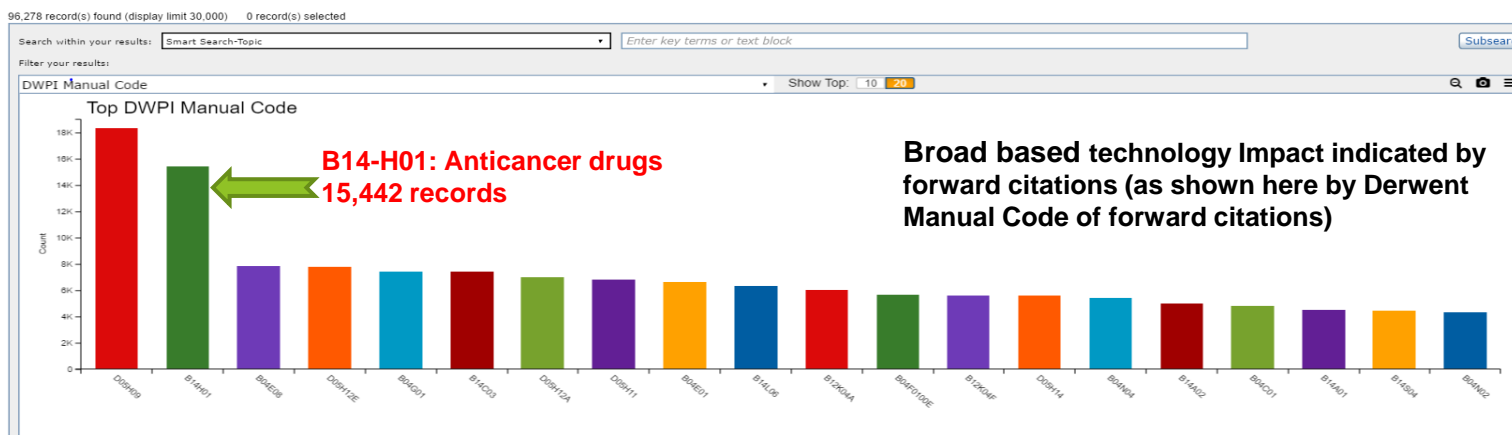 96,278 record(s) found (display limit 30,000) 0 record(s) selected
Search within your results: Smart Search-Topic Enter key terms or text block Subsear
Filter your results:
DWPI Manual Code Show Top: 10 20
Top DWPI Manual Code
18K
16K
14K
12K
10K
8K
6K
4K
2K
0
Count
B14-H01: Anticancer drugs
15,442 records
Broad based technology Impact indicated by
forward citations (as shown here by Derwent
Manual Code of forward citations)
D05H09 B14H01 B04E08 D05H12E B04G01 B14C03 D05H12A D05H11 B04E01 B14L06 B12K04A B04F0100E B12K04F D05H14 B04N04 B14A02 B04C01 B14A01 B14S04 B04N02